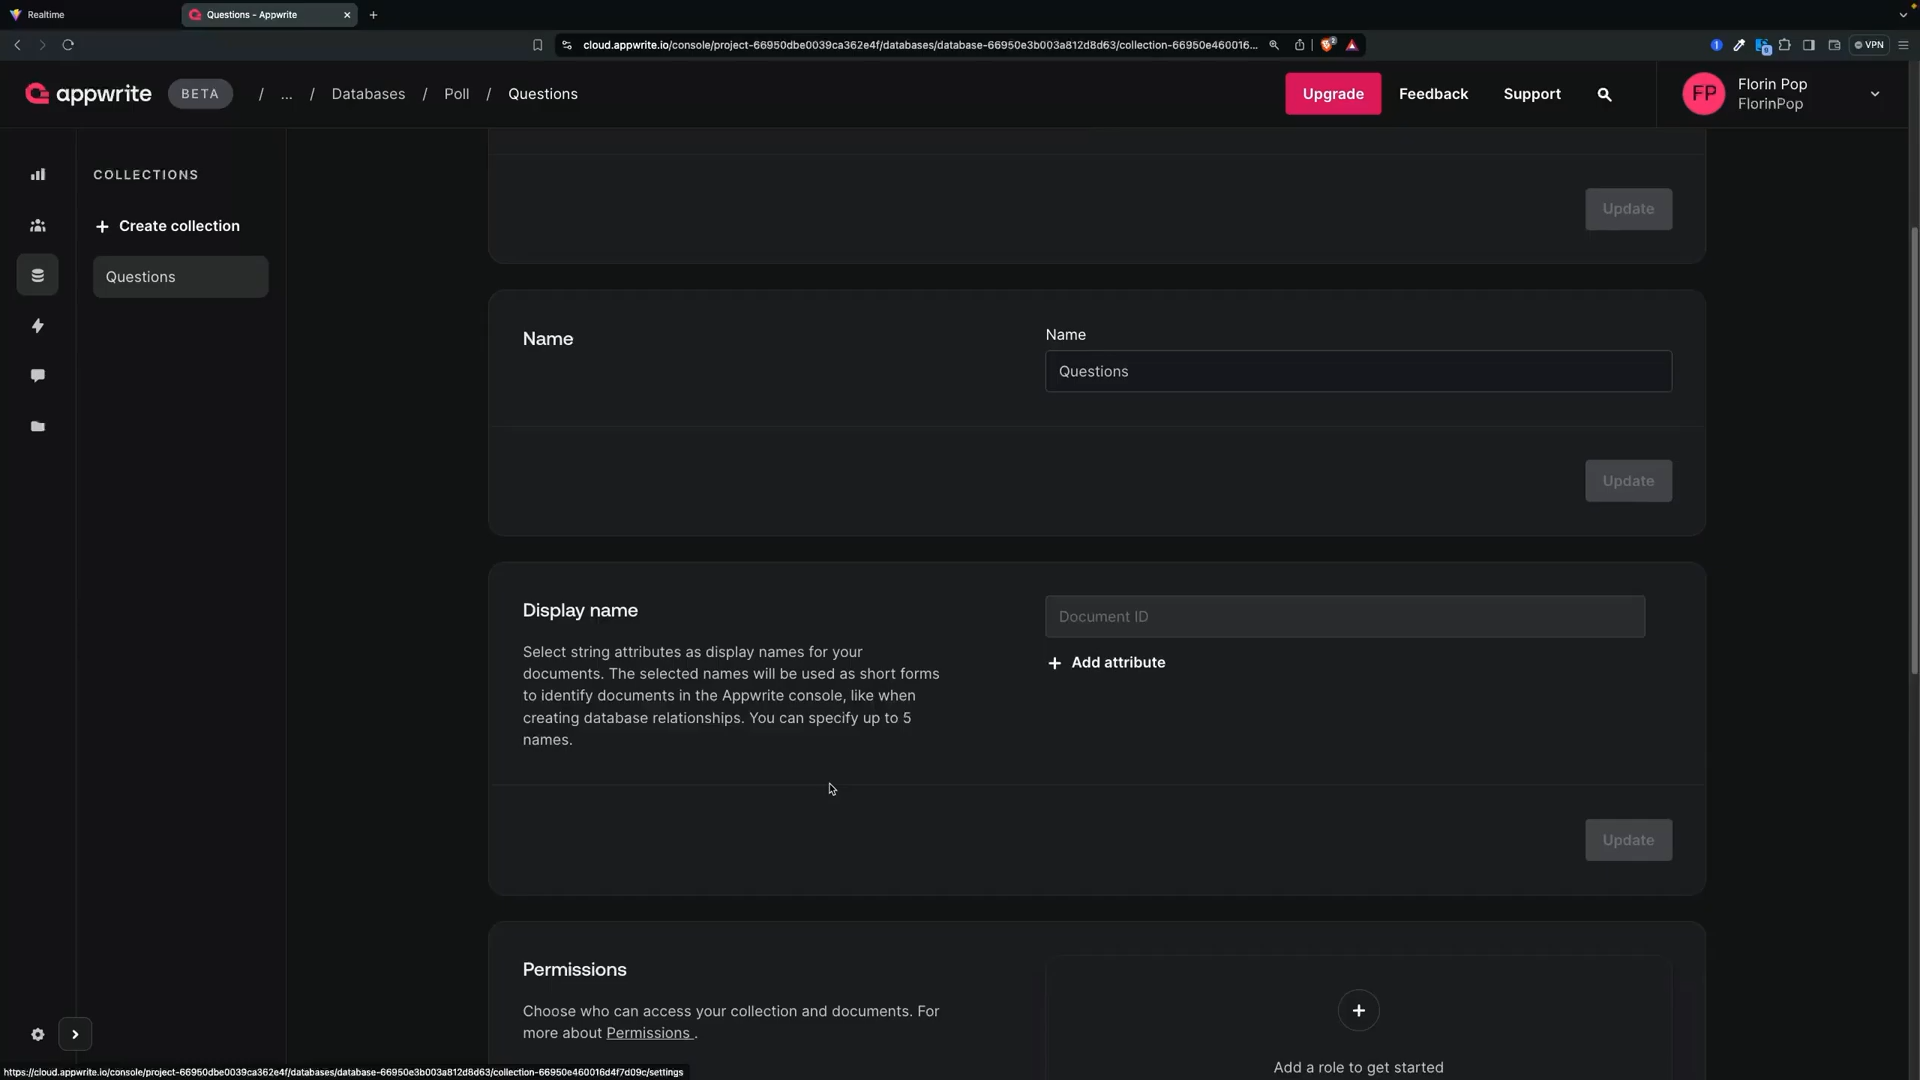 Realtime
Questions - Appwrite
cloud.appwrite.io/console/project-66950dbe0039ca362e4f/databases/database-66950e3b003a812d8d63/collection-66950e460016...
VPN
appwrite BETA / ... / Databases / Poll / Questions
Upgrade Feedback Support
FP
Florin Pop
FlorinPop
COLLECTIONS
+ Create collection
Questions
Update
Name
Name
Questions
Update
Display name
Document ID
+ Add attribute
Select string attributes as display names for your
documents. The selected names will be used as short forms
to identify documents in the Appwrite console, like when
creating database relationships. You can specify up to 5
names.
Update
Permissions
Choose who can access your collection and documents. For
more about Permissions .
Add a role to get started
https://cloud.appwrite.io/console/project-66950dbe0039ca362e4f/databases/database-66950e3b003a812d8d63/collection-66950e460016d4f7d09c/settings